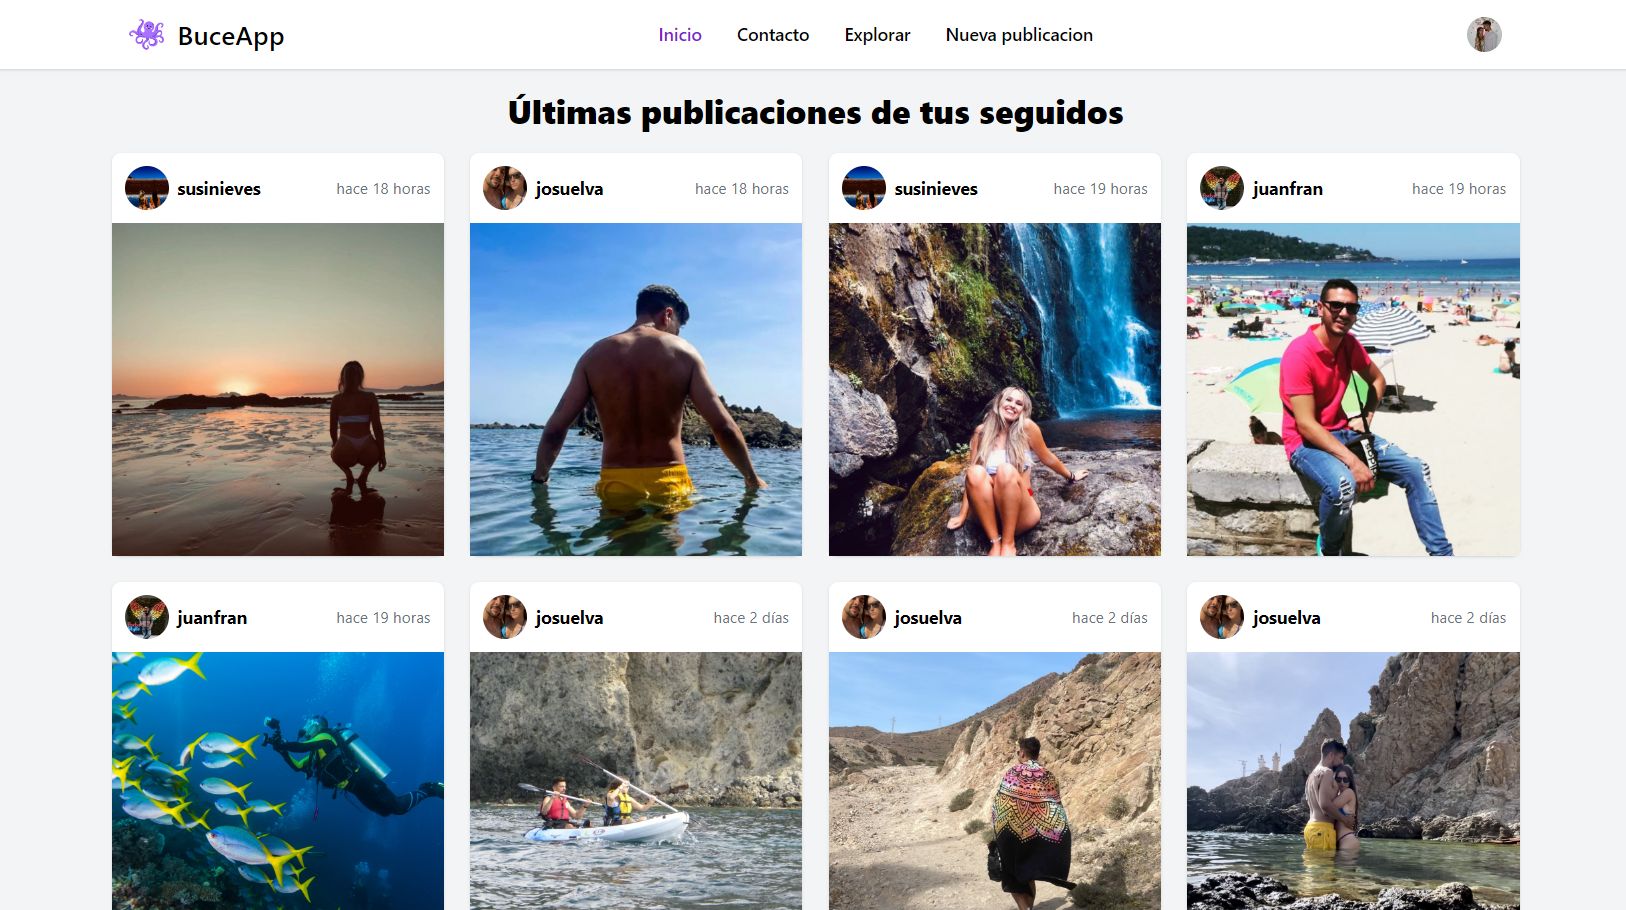 BuceApp
Inicio Contacto Explorar Nueva publicacion
Últimas publicaciones de tus seguidos
susinieves hace 18 horas
josuelva hace 18 horas
susinieves hace 19 horas
juanfran hace 19 horas
juanfran hace 19 horas
josuelva hace 2 días
josuelva hace 2 días
josuelva hace 2 días